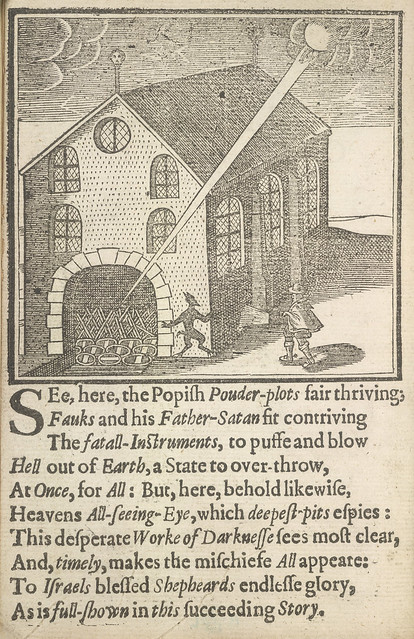 SEe, here, the Popiſh Pouder-plots fair thriving;
Fauks and his Father-Satan fit contriving
The fatall-Inſtruments, to puffe and blow
Hell out of Earth, a State to over-throw,
At Once, for All: But, here, behold likewiſe,
Heavens All-ſeeing-Eye, which deepeſt-pits eſpies:
This deſperate Worke of Darkneſſe ſees moſt clear,
And, timely, makes the miſchiefe All appeare:
To Iſraels bleſſed Shepheards endleſſe glory,
As is full-ſhown in this ſucceeding Story.